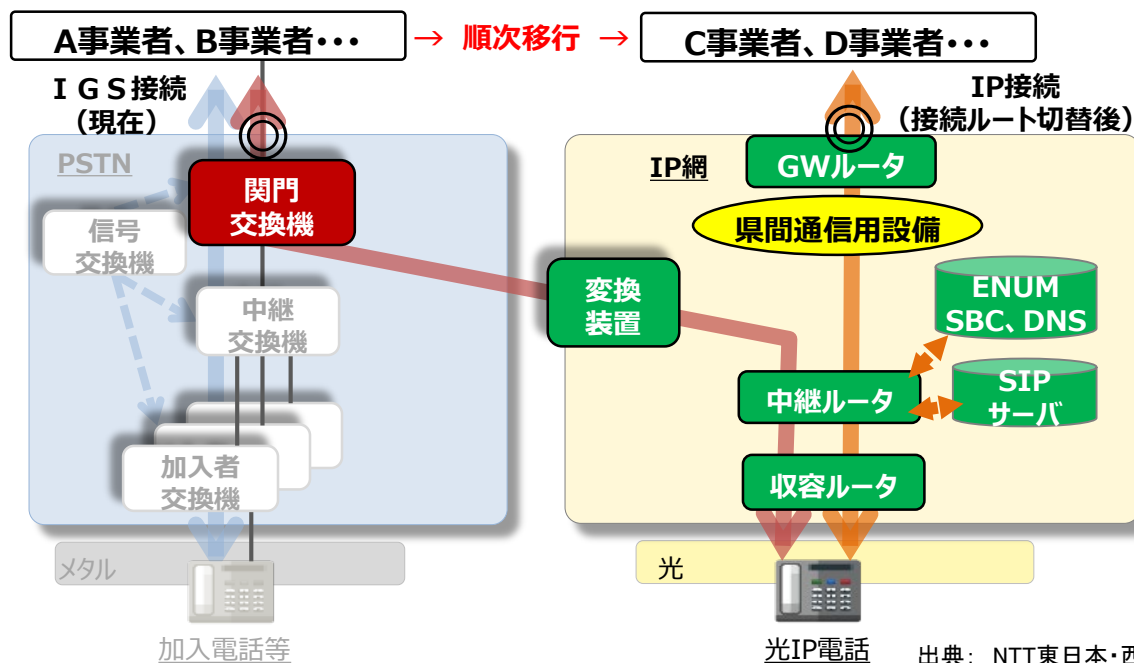 A事業者、B事業者・・・
→ 順次移行 →
C事業者、D事業者・・・
ＩＧＳ接続
（現在）
IP接続
（接続ルート切替後）
PSTN
関門
交換機
信号
交換機
中継
交換機
加入者
交換機
メタル
加入電話等
IP網
GWルータ
県間通信用設備
変換
装置
ENUM
SBC、DNS
中継ルータ
SIP
サーバ
収容ルータ
光
光IP電話
出典： NTT東日本・西